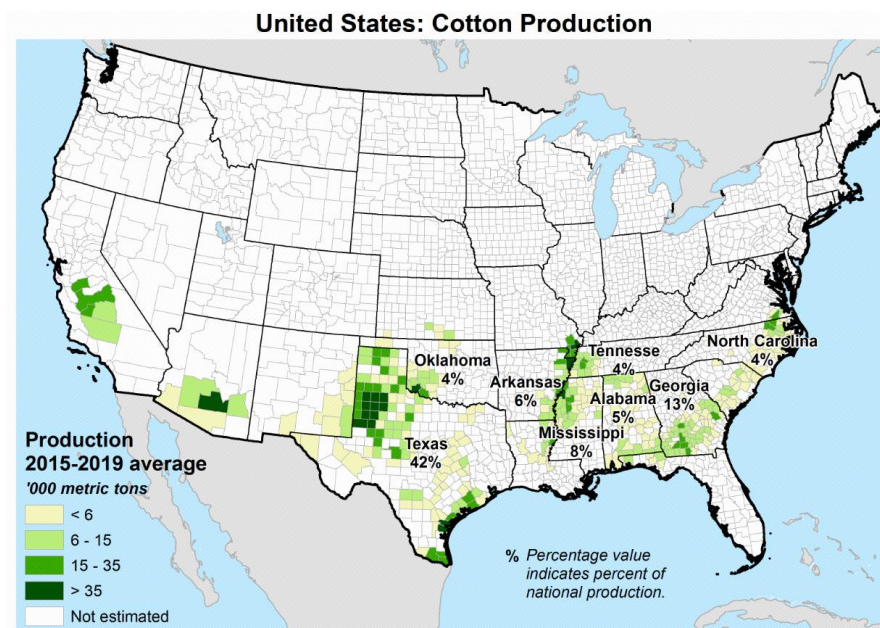 United States: Cotton Production
Oklahoma
4%
Tennesse
4%
North Carolina
4%
Arkansas
6%
Alabama
5%
Georgia
13%
Mississippi
8%
Texas
42%
Production
2015-2019 average
'000 metric tons
< 6
6 - 15
15 - 35
> 35
Not estimated
% Percentage value
indicates percent of
national production.